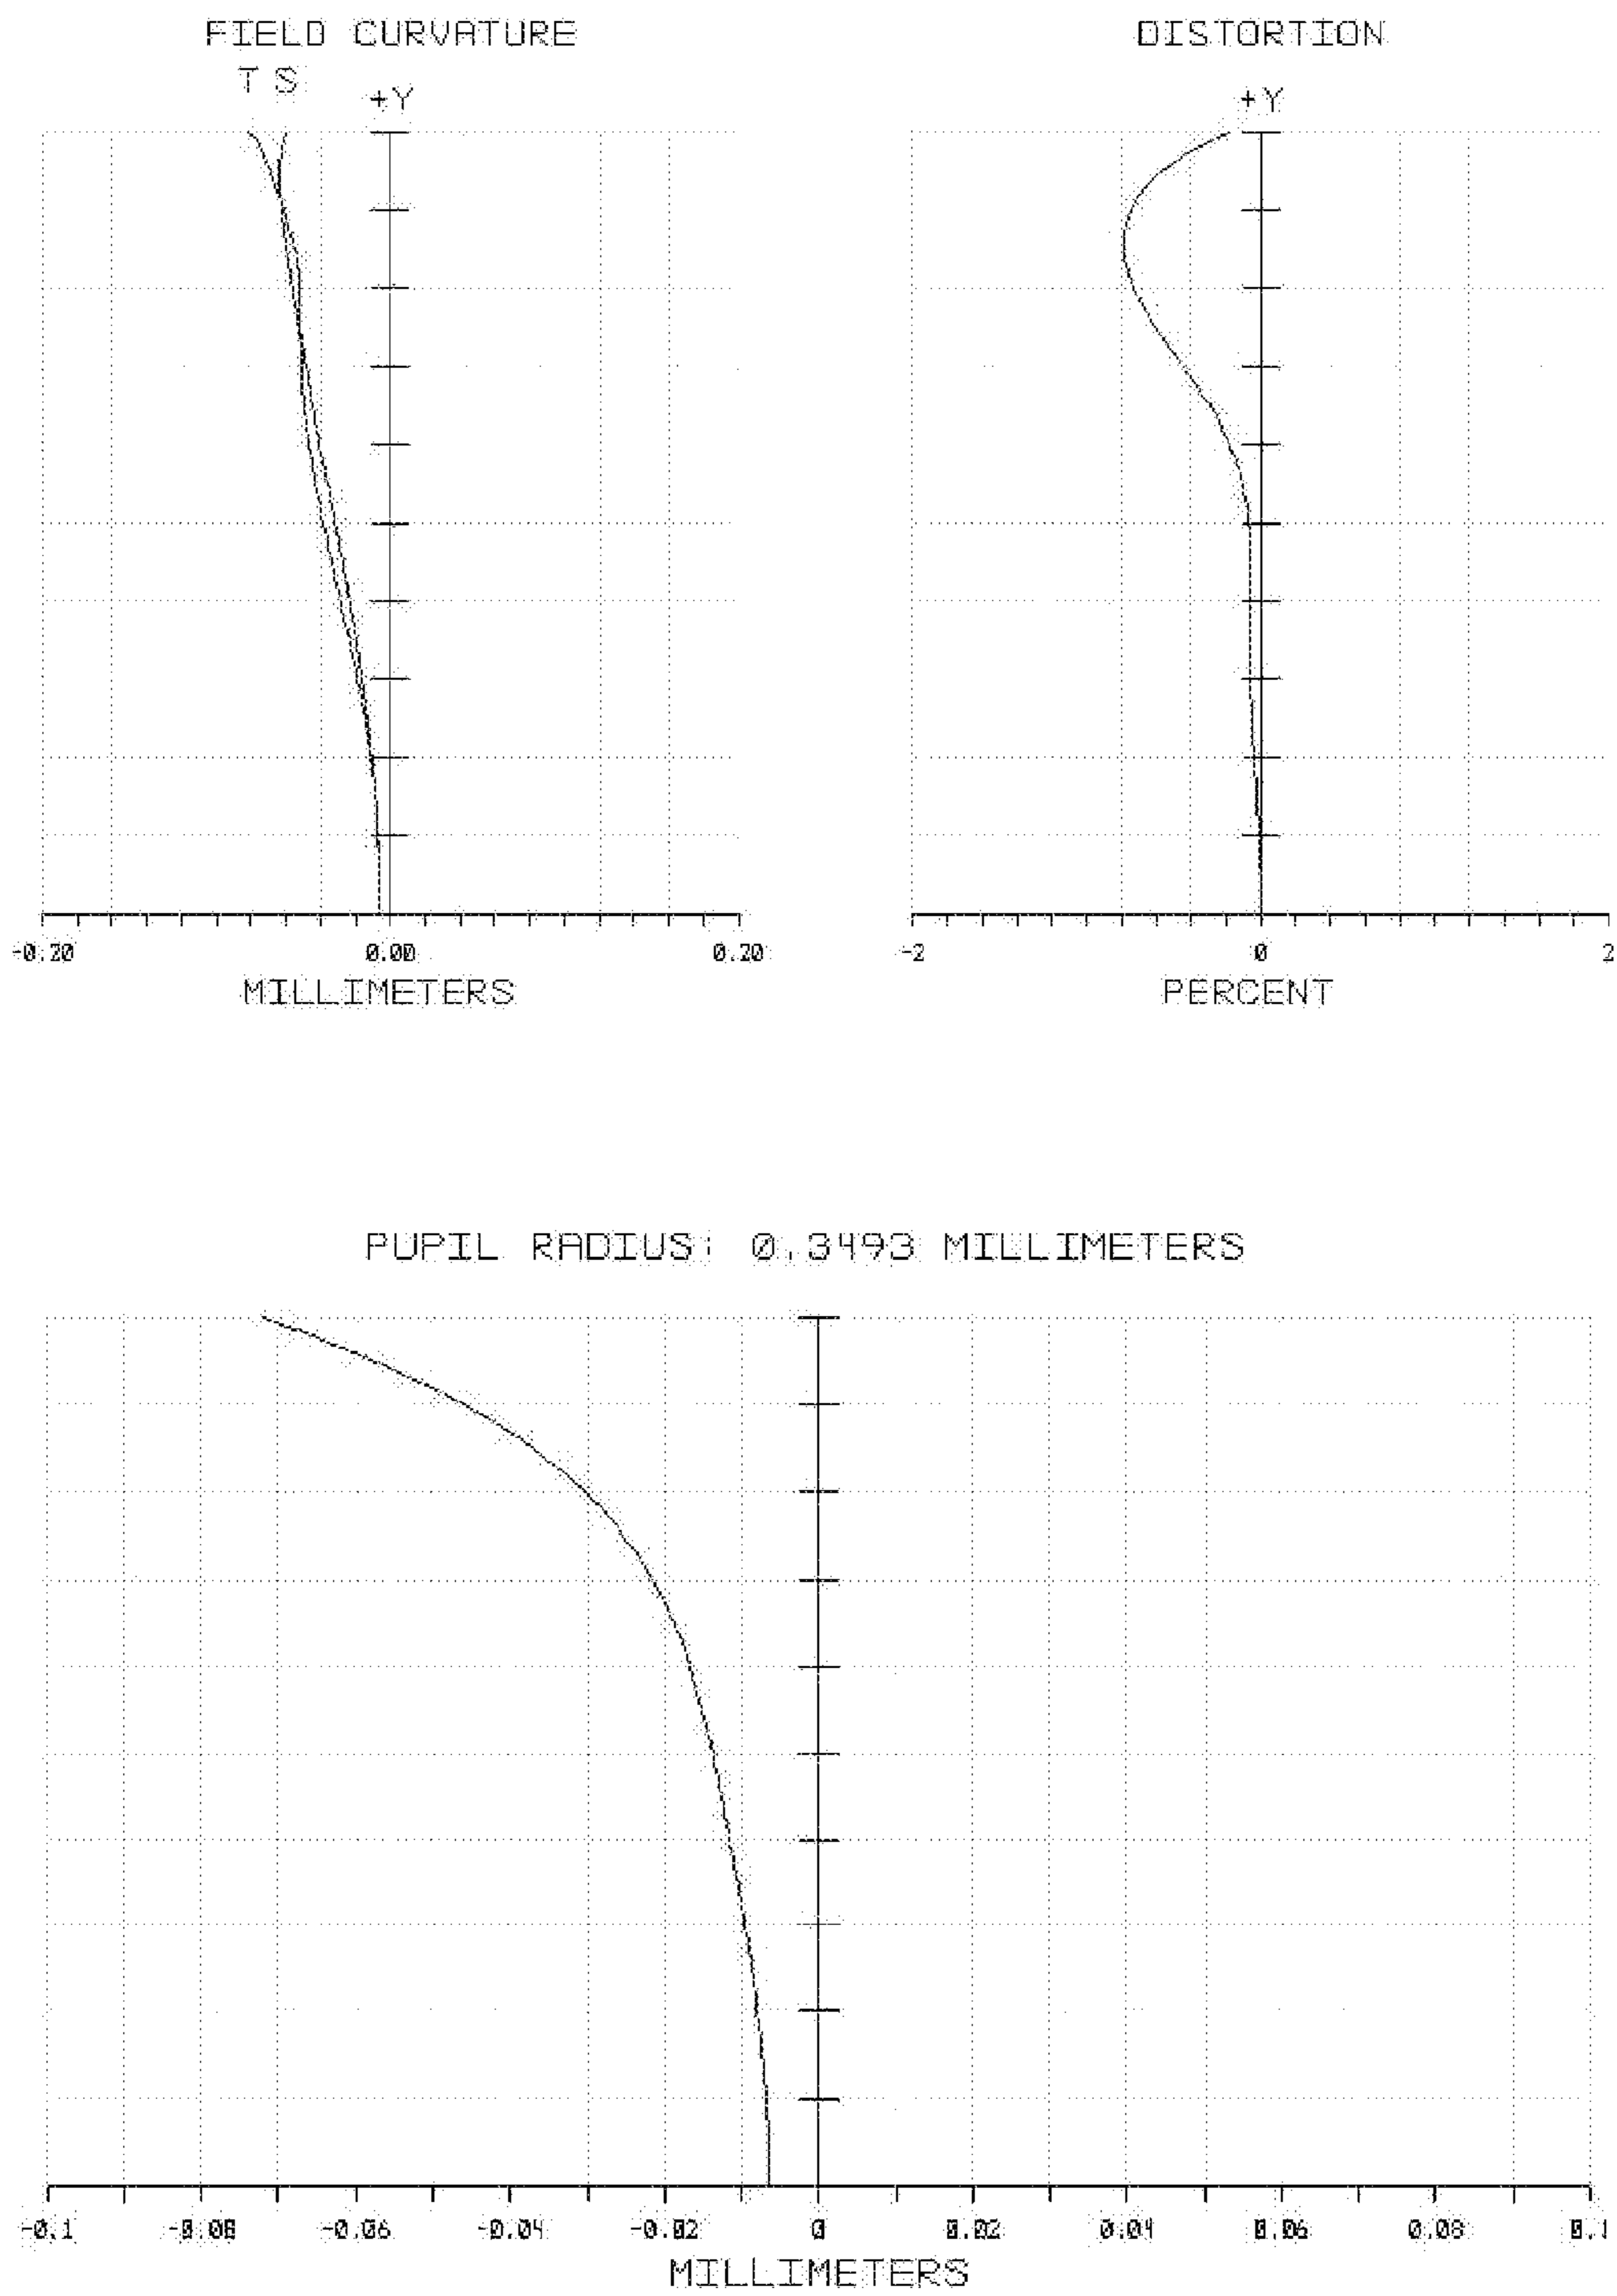 FIELD CURVATURE
T S
+Y
-0.20 0.00 0.20
MILLIMETERS
DISTORTION
+Y
-2 0 2
PERCENT
PUPIL RADIUS: 0.3493 MILLIMETERS
-0.1 -0.08 -0.06 -0.04 -0.02 0 0.02 0.04 0.06 0.08 0.1
MILLIMETERS